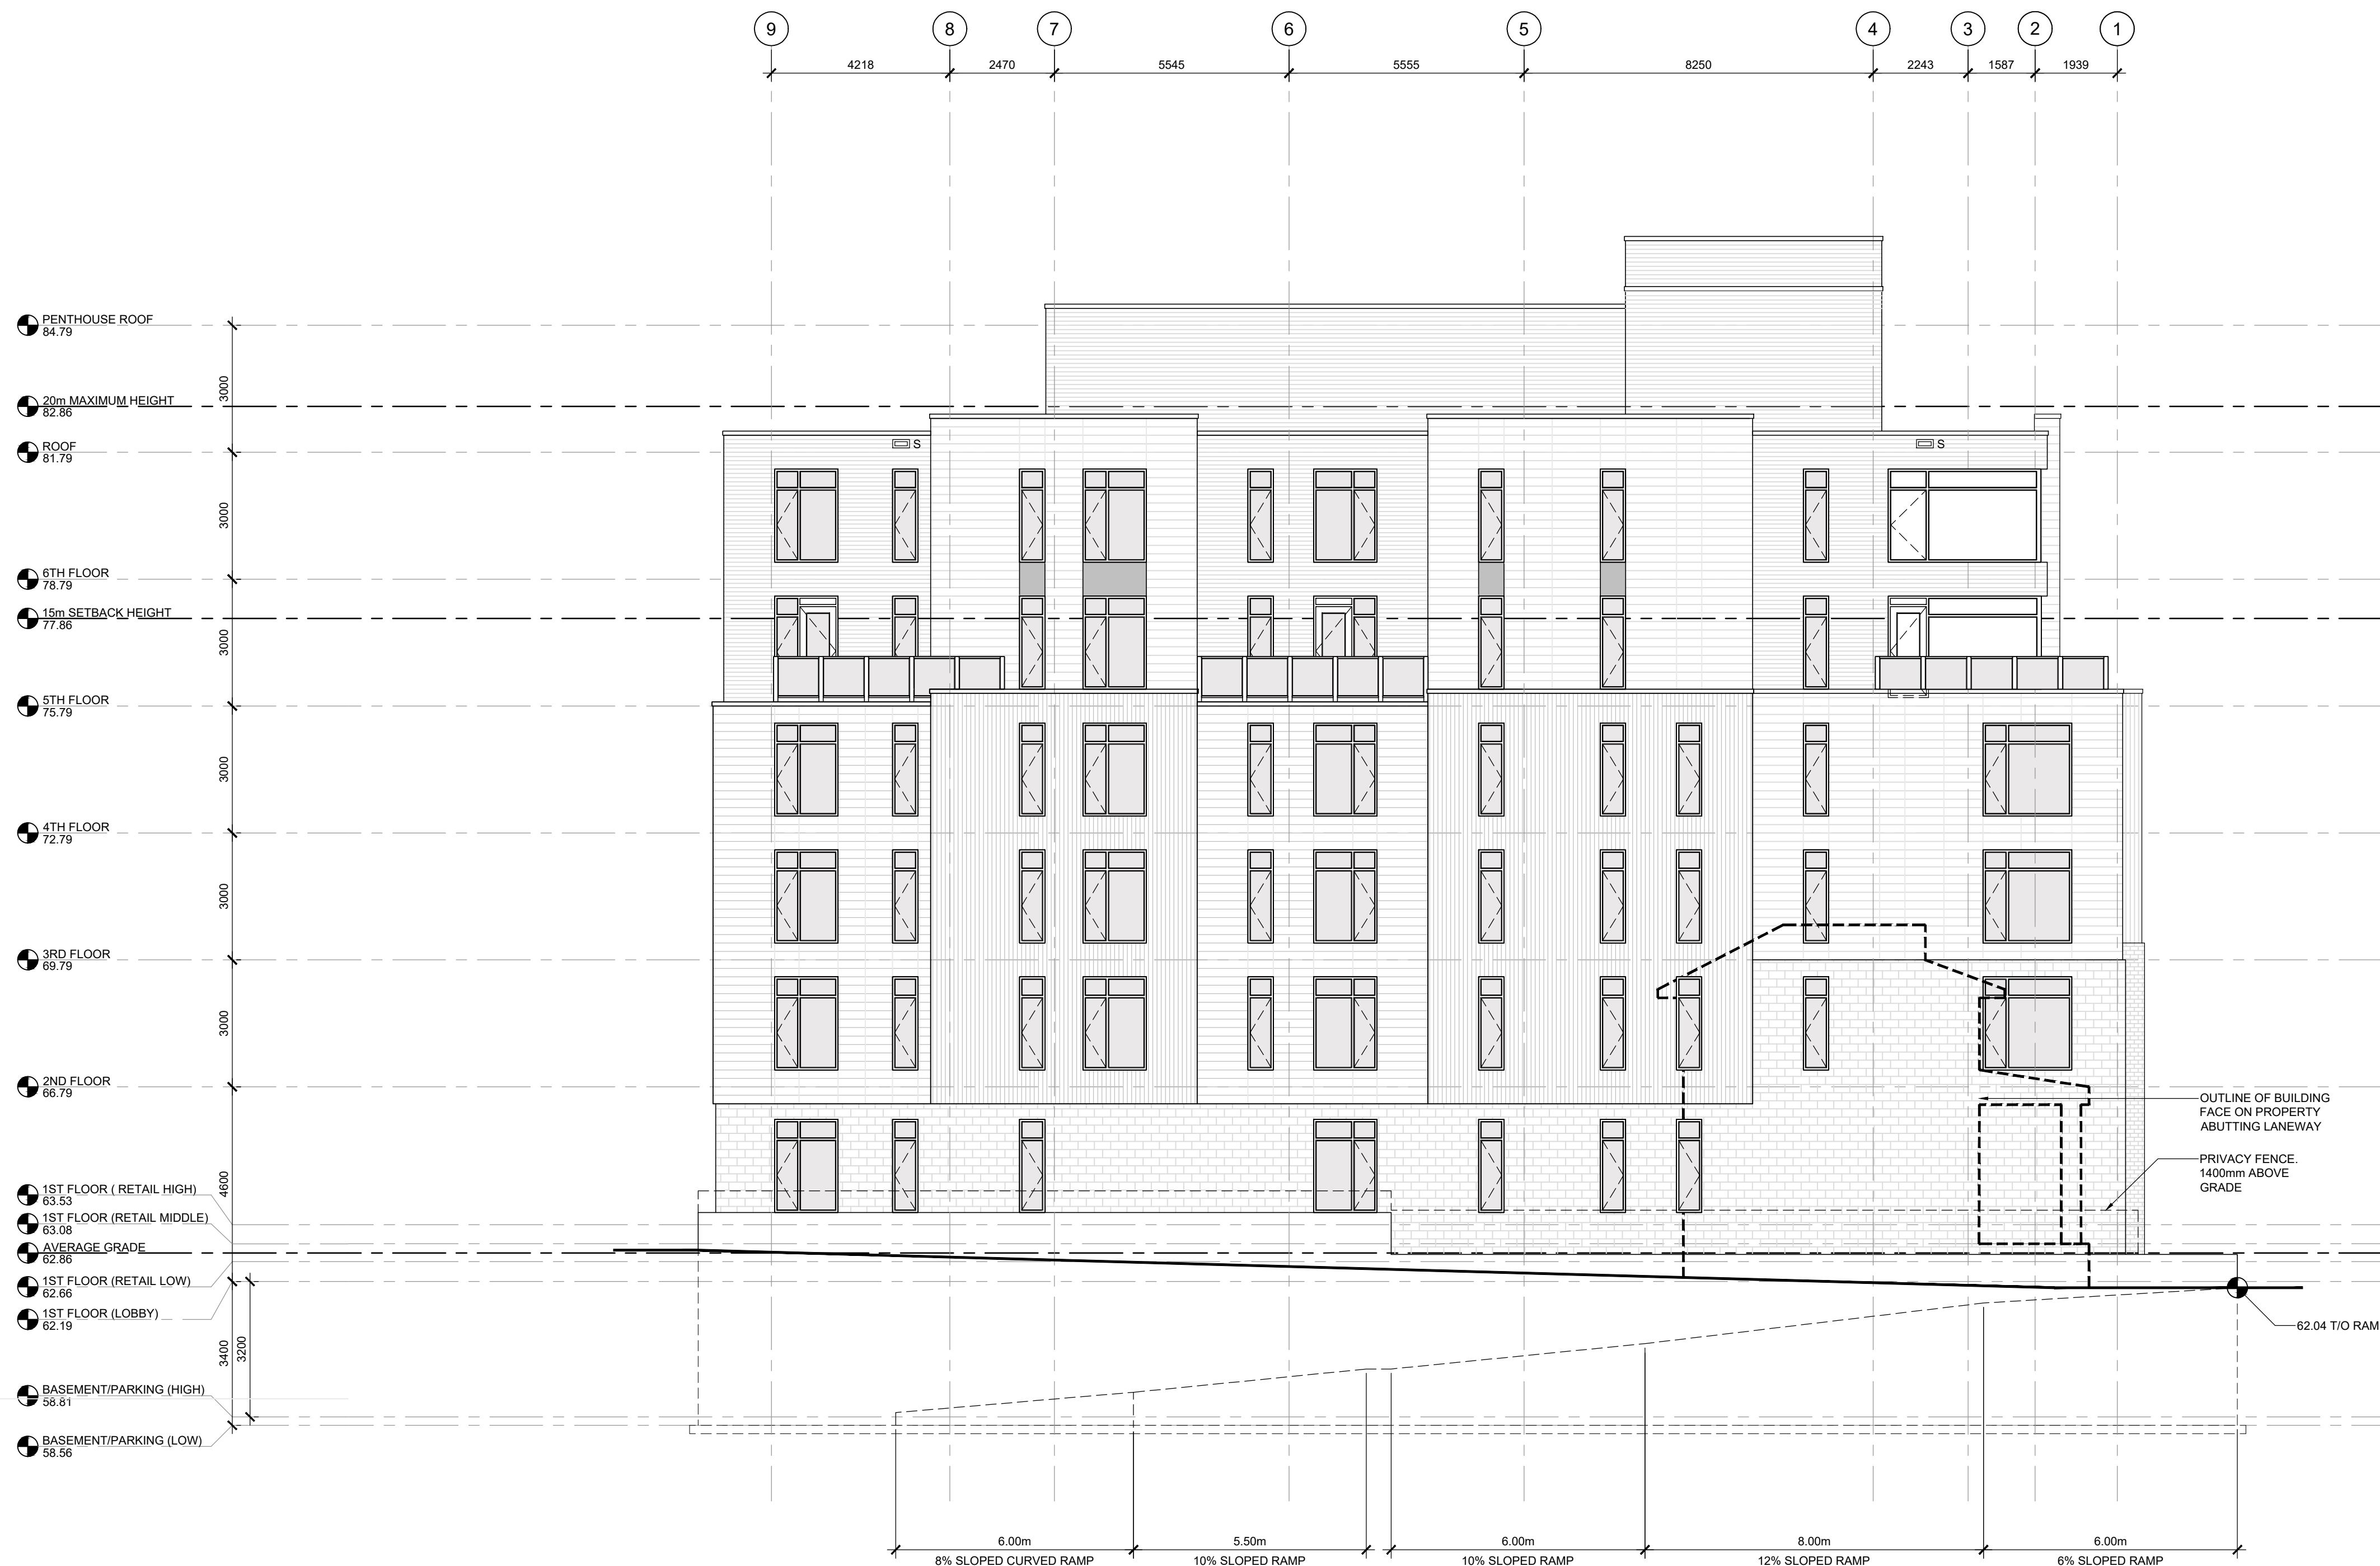 9 8 7 6 5 4 3 2 1
4218 2470 5545 5555 8250 2243 1587 1939
PENTHOUSE ROOF
84.79
3000
20m MAXIMUM HEIGHT
82.86
ROOF
81.79
S S
3000
6TH FLOOR
78.79
15m SETBACK HEIGHT
77.86
3000
5TH FLOOR
75.79
3000
4TH FLOOR
72.79
3000
3RD FLOOR
69.79
3000
2ND FLOOR
66.79
OUTLINE OF BUILDING
FACE ON PROPERTY
ABUTTING LANEWAY
PRIVACY FENCE.
1400mm ABOVE
GRADE
4600
1ST FLOOR ( RETAIL HIGH)
63.53
1ST FLOOR (RETAIL MIDDLE)
63.08
AVERAGE GRADE
62.86
1ST FLOOR (RETAIL LOW)
62.66
1ST FLOOR (LOBBY)
62.19
62.04 T/O RAM
3400
3200
BASEMENT/PARKING (HIGH)
58.81
BASEMENT/PARKING (LOW)
58.56
6.00m 5.50m 6.00m 8.00m 6.00m
8% SLOPED CURVED RAMP 10% SLOPED RAMP 10% SLOPED RAMP 12% SLOPED RAMP 6% SLOPED RAMP